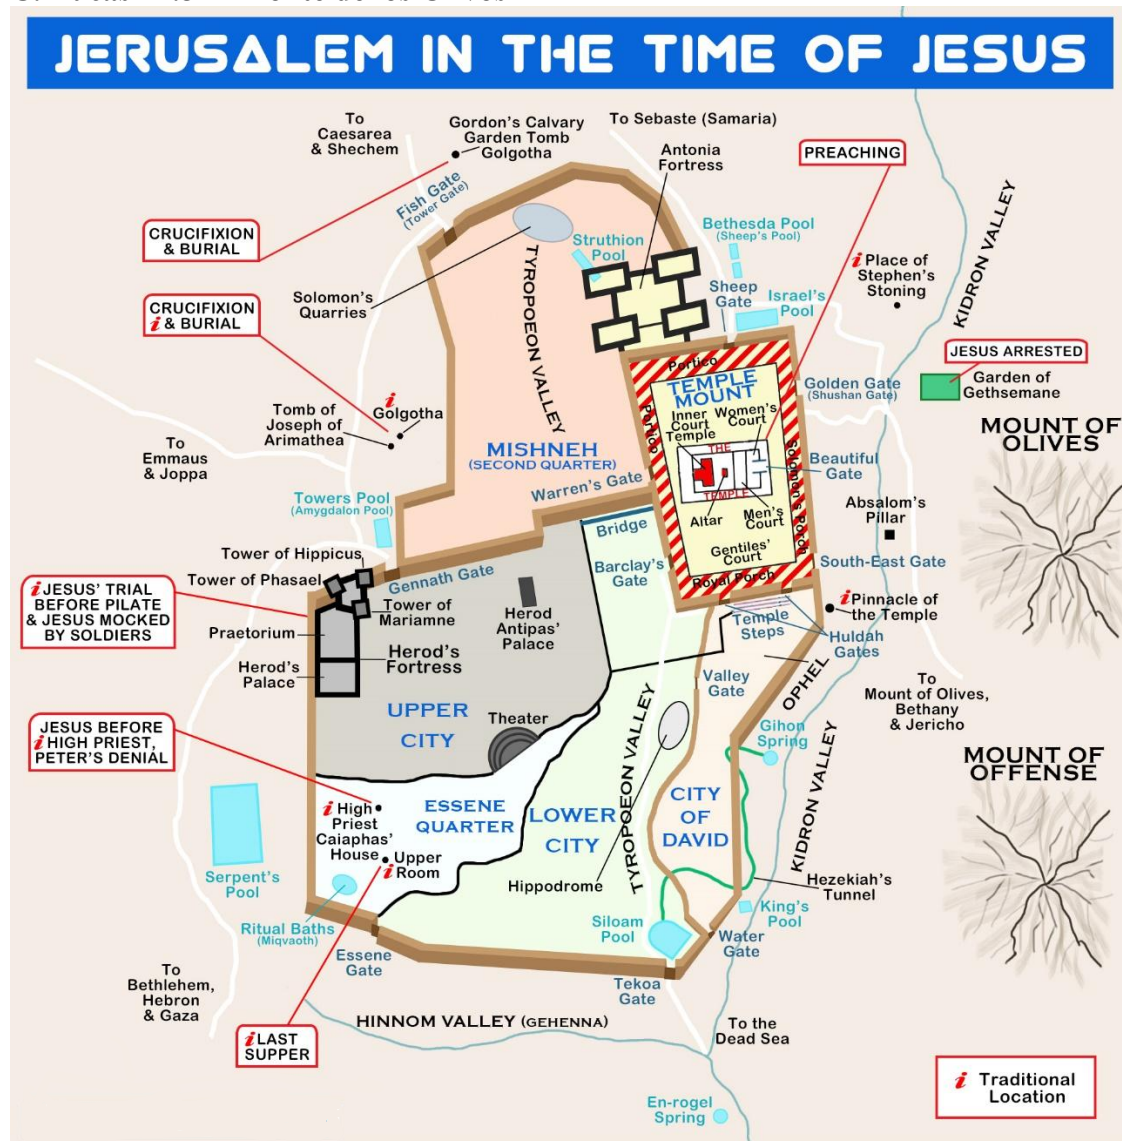 JERUSALEM IN THE TIME OF JESUS
To
Caesarea
& Shechem
Gordon's Calvary
Garden Tomb
Golgotha
To Sebaste (Samaria)
Antonia
Fortress
PREACHING
Fish Gate
(Tower Gate)
CRUCIFIXION
& BURIAL
Struthion
Pool
Bethesda Pool
(Sheep's Pool)
KIDRON VALLEY
TYROPOEON VALLEY
i Place of
Stephen's
Stoning
Sheep
Gate
Israel's
Pool
Solomon's
Quarries
CRUCIFIXION
i & BURIAL
JESUS ARRESTED
Garden of
Gethsemane
Portico
TEMPLE
MOUNT
Golden Gate
(Shushan Gate)
i
Golgotha
Tomb of
Joseph of
Arimathea
Portico
Inner
Court
Women's
Court
Temple
THE
TEMPLE
Solomon's Porch
MOUNT OF
OLIVES
To
Emmaus
& Joppa
MISHNEH
(SECOND QUARTER)
Beautiful
Gate
Warren's Gate
Towers Pool
(Amygdalon Pool)
Altar
Men's
Court
Absalom's
Pillar
Bridge
Gentiles'
Court
Tower of Hippicus
Tower of Phasael
Gennath Gate
Barclay's
Gate
Royal Porch
South-East Gate
i JESUS' TRIAL
BEFORE PILATE
& JESUS MOCKED
BY SOLDIERS
Tower of
Mariamne
Herod
Antipas'
Palace
Temple
Steps
i Pinnacle of
the Temple
Praetorium
Herod's
Fortress
Huldah
Gates
Herod's
Palace
Valley
Gate
OPHEL
To
Mount of Olives,
Bethany
& Jericho
UPPER
CITY
Theater
TYROPOEON VALLEY
Gihon
Spring
KIDRON VALLEY
JESUS BEFORE
i HIGH PRIEST,
PETER'S DENIAL
MOUNT OF
OFFENSE
i High
Priest
Caiaphas'
House
ESSENE
QUARTER
LOWER
CITY
CITY
OF
DAVID
Upper
i Room
Serpent's
Pool
Hippodrome
Hezekiah's
Tunnel
Ritual Baths
(Miqvaoth)
Siloam
Pool
King's
Pool
Water
Gate
Essene
Gate
To
Bethlehem,
Hebron
& Gaza
Tekoa
Gate
HINNOM VALLEY (GEHENNA)
To the
Dead Sea
i LAST
SUPPER
i Traditional
Location
En-rogel
Spring